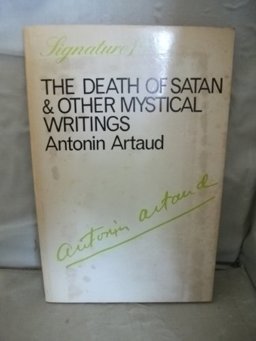 Signature
THE DEATH OF SATAN
& OTHER MYSTICAL
WRITINGS
Antonin Artaud
antonin artaud